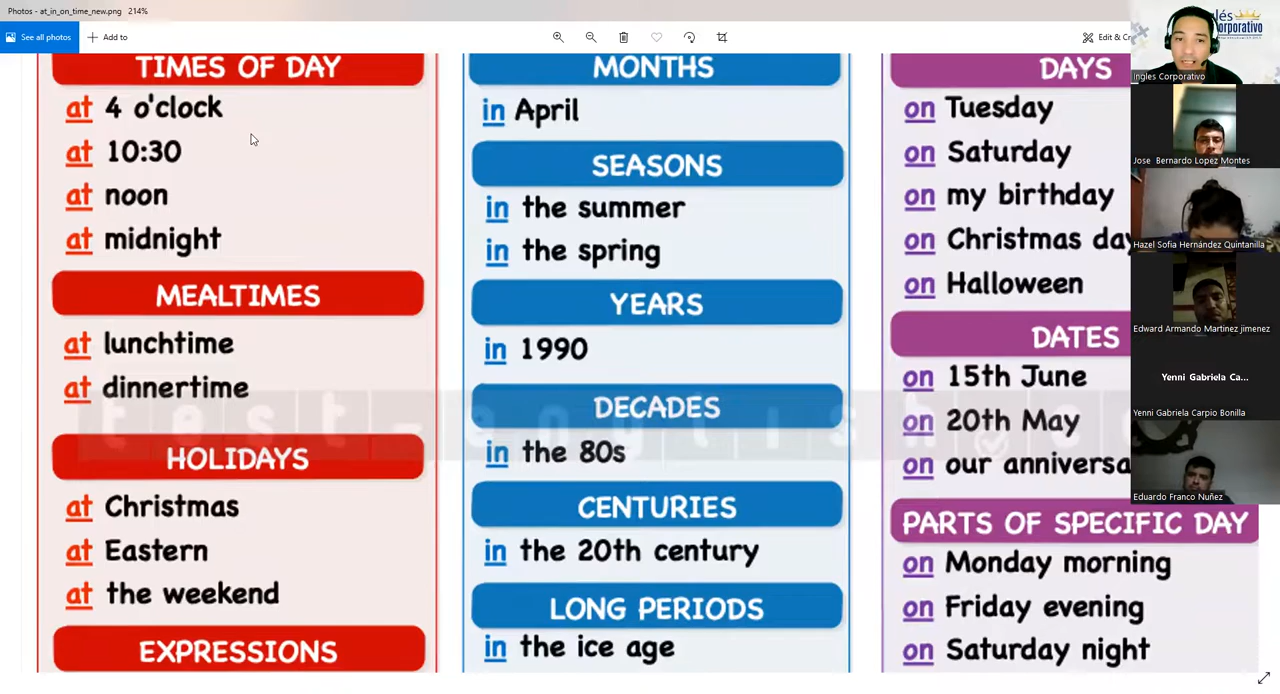 Photos - at_in_on_time_new.png 214%
See all photos
Add to
Edit & Cr
TIMES OF DAY
at 4 o'clock
at 10:30
at noon
at midnight
MEALTIMES
at lunchtime
at dinnertime
HOLIDAYS
at Christmas
at Eastern
at the weekend
EXPRESSIONS
MONTHS
in April
SEASONS
in the summer
in the spring
YEARS
in 1990
DECADES
in the 80s
CENTURIES
in the 20th century
LONG PERIODS
in the ice age
DAYS
on Tuesday
on Saturday
on my birthday
on Christmas day
on Halloween
DATES
on 15th June
on 20th May
on our anniversa
PARTS OF SPECIFIC DAY
on Monday morning
on Friday evening
on Saturday night
test-english.c
lés
orporativo
Ingles Corporativo
Jose Bernardo Lopez Montes
Hazel Sofia Hernández Quintanilla
Edward Armando Martinez jimenez
Yenni Gabriela Ca...
Yenni Gabriela Carpio Bonilla
Eduardo Franco Nuñez